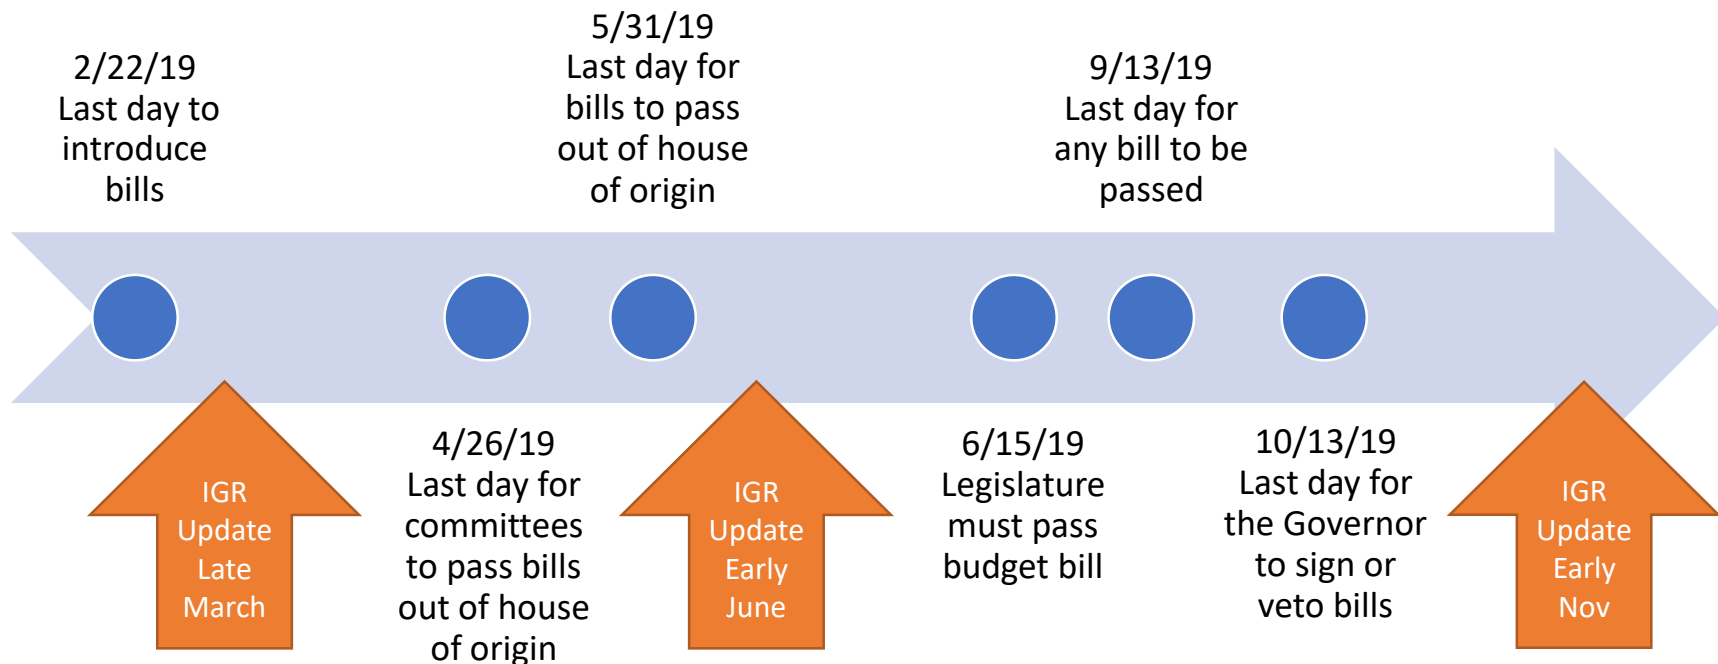 2/22/19
Last day to
introduce
bills
5/31/19
Last day for
bills to pass
out of house
of origin
9/13/19
Last day for
any bill to be
passed
IGR
Update
Late
March
4/26/19
Last day for
committees
to pass bills
out of house
of origin
IGR
Update
Early
June
6/15/19
Legislature
must pass
budget bill
10/13/19
Last day for
the Governor
to sign or
veto bills
IGR
Update
Early
Nov